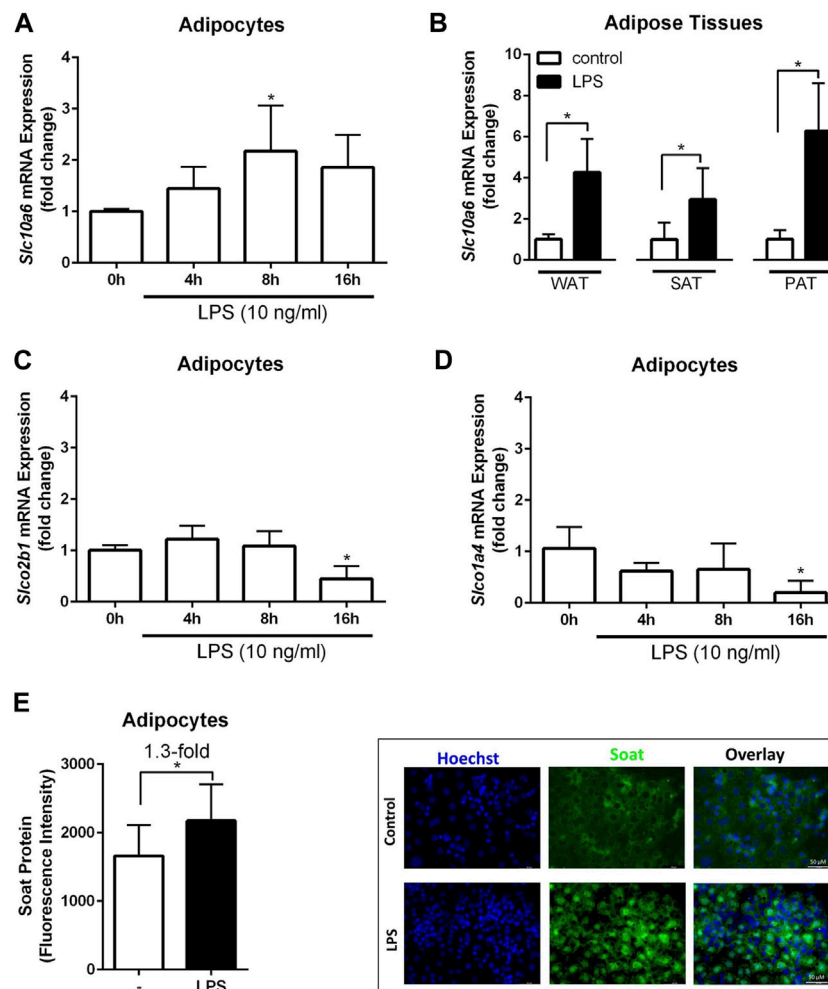 A
Adipocytes
Slc10a6 mRNA Expression
(fold change)
4
3
2
1
0
0h 4h 8h 16h
*
LPS (10 ng/ml)
B
Adipose Tissues
Slc10a6 mRNA Expression
(fold change)
10
8
6
4
2
0
control
LPS
* * *
WAT SAT PAT
C
Adipocytes
Slco2b1 mRNA Expression
(fold change)
4
3
2
1
0
*
0h 4h 8h 16h
LPS (10 ng/ml)
D
Adipocytes
Slco1a4 mRNA Expression
(fold change)
4
3
2
1
0
*
0h 4h 8h 16h
LPS (10 ng/ml)
E
Adipocytes
1.3-fold
*
Soat Protein
(Fluorescence Intensity)
3000
2000
1000
0
- LPS
Hoechst Soat Overlay
Control
50 µM
LPS
50 µM